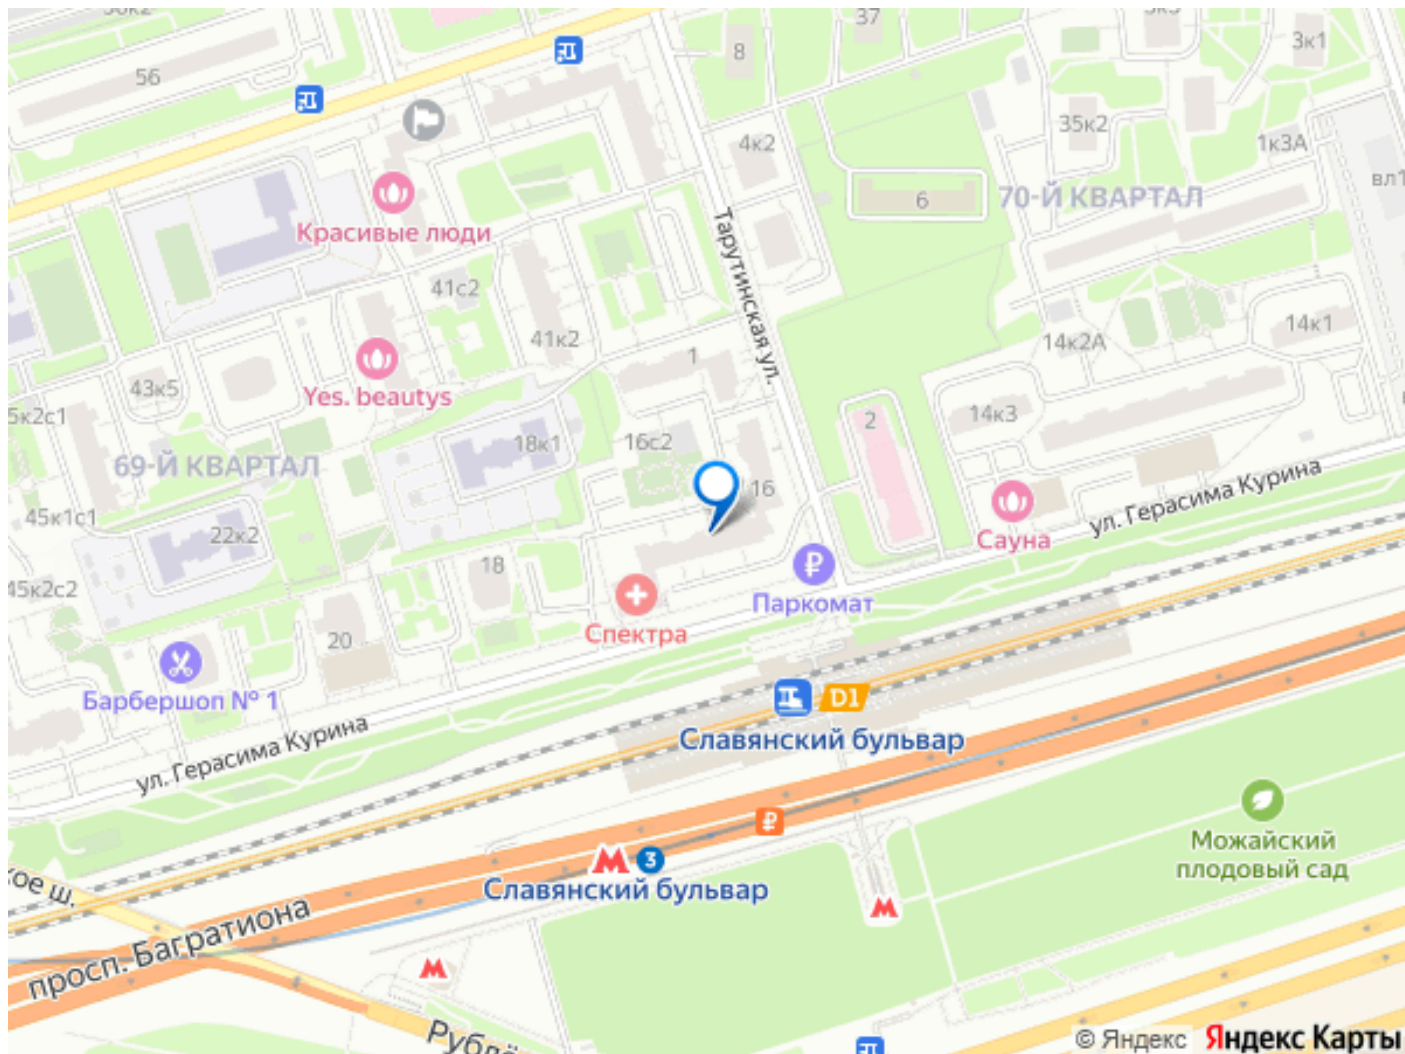 56
8
37
3к1
35к2
1к3А
4к2
6
70-Й КВАРТАЛ
Красивые люди
Тарутинская ул.
41с2
41к2
14к1
14к2А
1
Yes. beautys
43к5
14к3
2
18к1
16с2
69-Й КВАРТАЛ
16
ул. Герасима Курина
45к1с1
22к2
Сауна
18
45к2с2
Паркомат
Спектра
20
Барбершоп № 1
D1
Славянский бульвар
ул. Герасима Курина
₽
Можайский
плодовый сад
М 3
Славянский бульвар
М
просп. Багратиона
М
© Яндекс Яндекс Карты